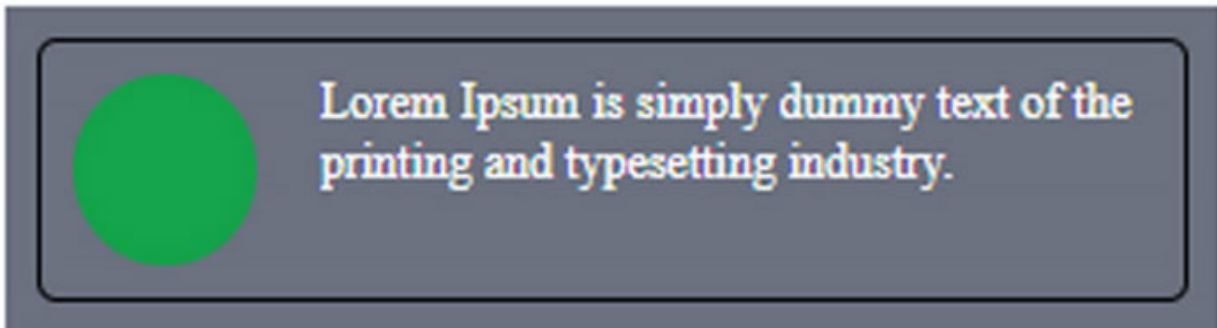 Lorem Ipsum is simply dummy text of the
printing and typesetting industry.